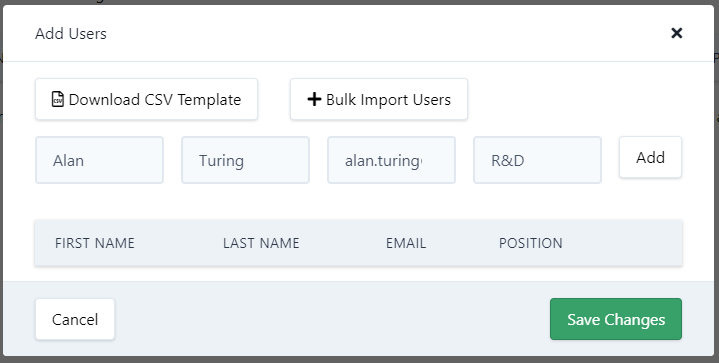 Add Users
Download CSV Template
Bulk Import Users
Alan
Turing
alan.turing
R&D
Add
FIRST NAME
LAST NAME
EMAIL
POSITION
Cancel
Save Changes